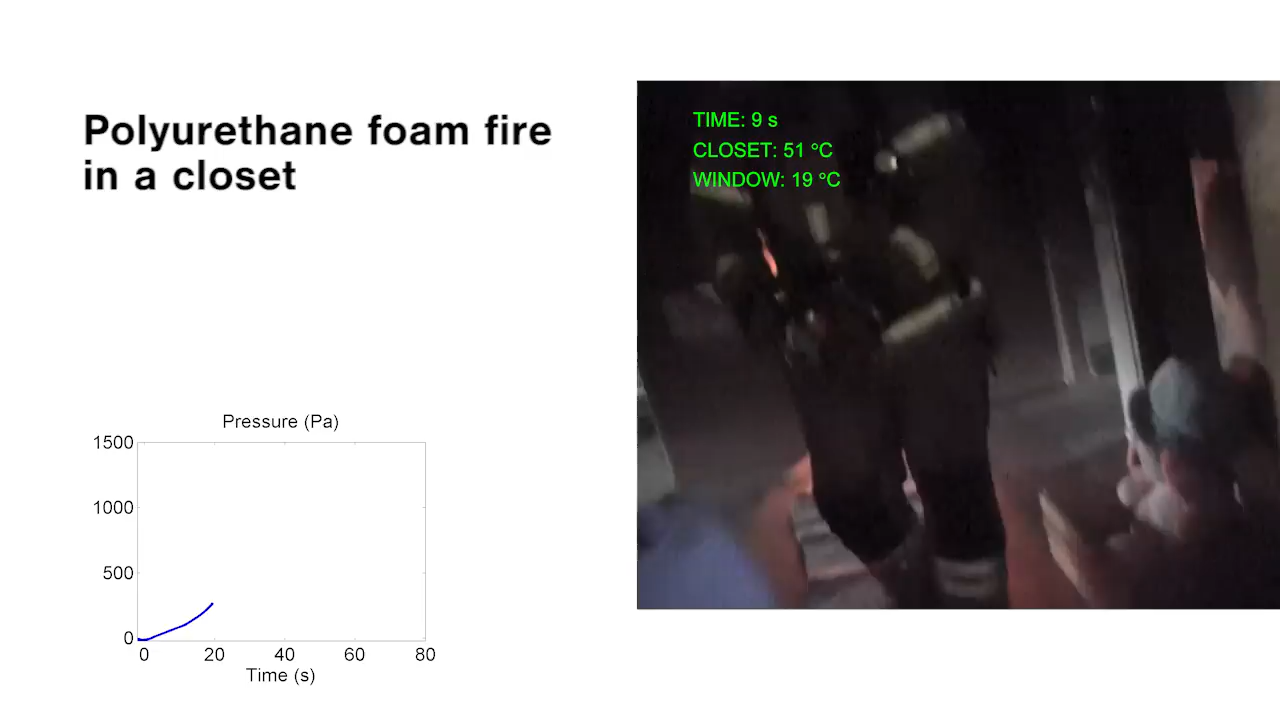 Polyurethane foam fire
in a closet
TIME: 9 s
CLOSET: 51 °C
WINDOW: 19 °C
Pressure (Pa)
1500
1000
500
0
0 20 40 60 80
Time (s)